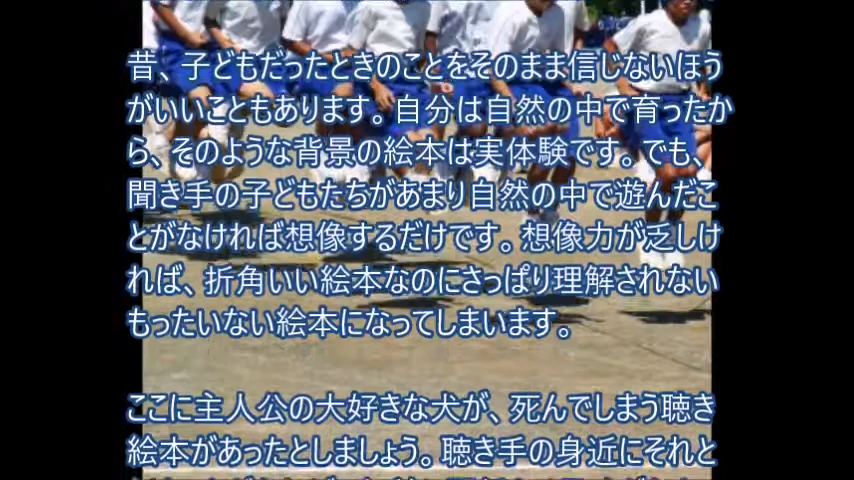 昔、子どもだったときのことをそのまま信じないほう
がいいこともあります。自分は自然の中で育ったか
ら、そのような背景の絵本は実体験です。でも、
聞き手の子どもたちがあまり自然の中で遊んだこ
とがなければ想像するだけです。想像力が乏しけ
れば、折角いい絵本なのにさっぱり理解されない
もったいない絵本になってしまいます。
ここに主人公の大好きな犬が、死んでしまう聴き
絵本があったとしましょう。聴き手の身近にそれと